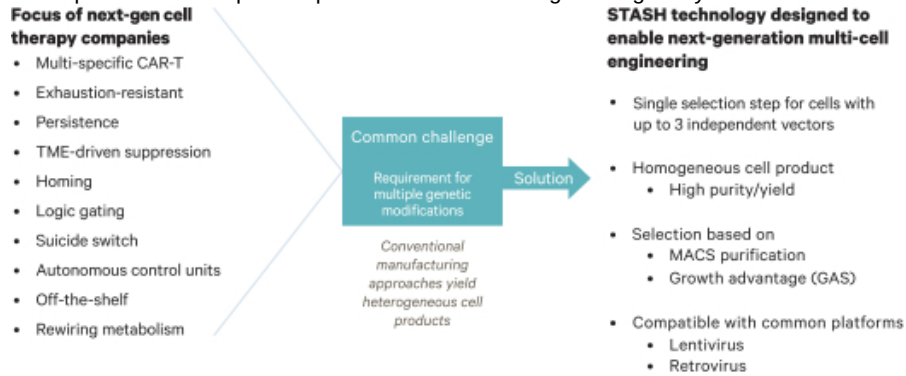 Focus of next-gen cell
therapy companies
• Multi-specific CAR-T
• Exhaustion-resistant
• Persistence
• TME-driven suppression
• Homing
• Logic gating
• Suicide switch
• Autonomous control units
• Off-the-shelf
• Rewiring metabolism
Common challenge
Requirement for
multiple genetic
modifications
Conventional
manufacturing
approaches yield
heterogeneous cell
products
Solution
STASH technology designed to
enable next-generation multi-cell
engineering
• Single selection step for cells with
up to 3 independent vectors
• Homogeneous cell product
• High purity/yield
• Selection based on
• MACS purification
• Growth advantage (GAS)
• Compatible with common platforms
• Lentivirus
• Retrovirus